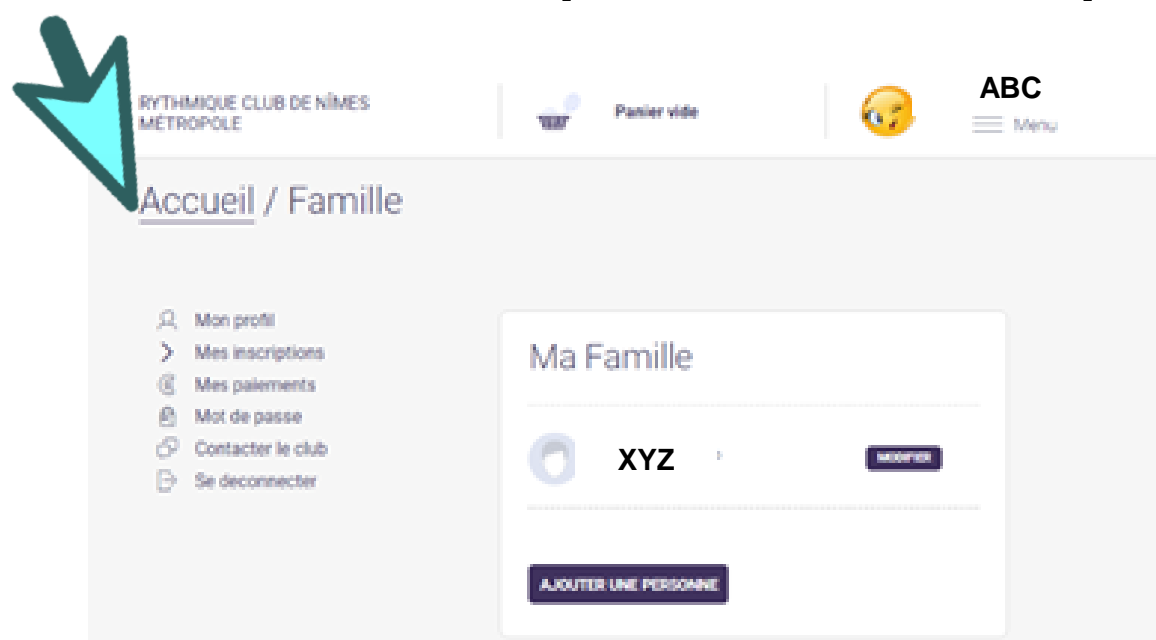 RYTHMIQUE CLUB DE NÎMES
MÉTROPOLE
Panier vide
ABC
Menu
Accueil / Famille
Mon profil
Mes inscriptions
Mes paiements
Mot de passe
Contacter le club
Se deconnecter
Ma Famille
XYZ
MODIFIER
AJOUTER UNE PERSONNE